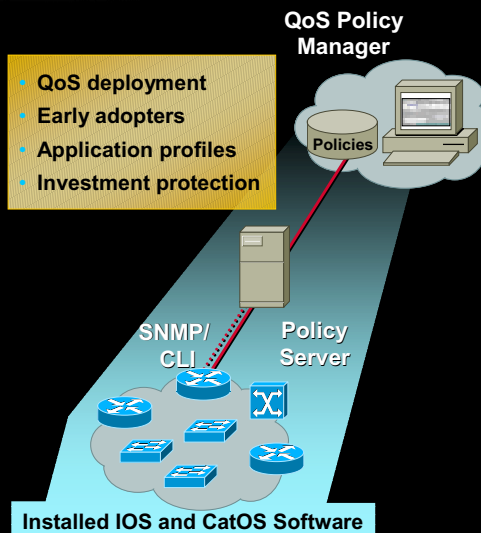 QoS Policy
Manager
• QoS deployment
• Early adopters
• Application profiles
• Investment protection
Policies
SNMP/
CLI
Policy
Server
Installed IOS and CatOS Software